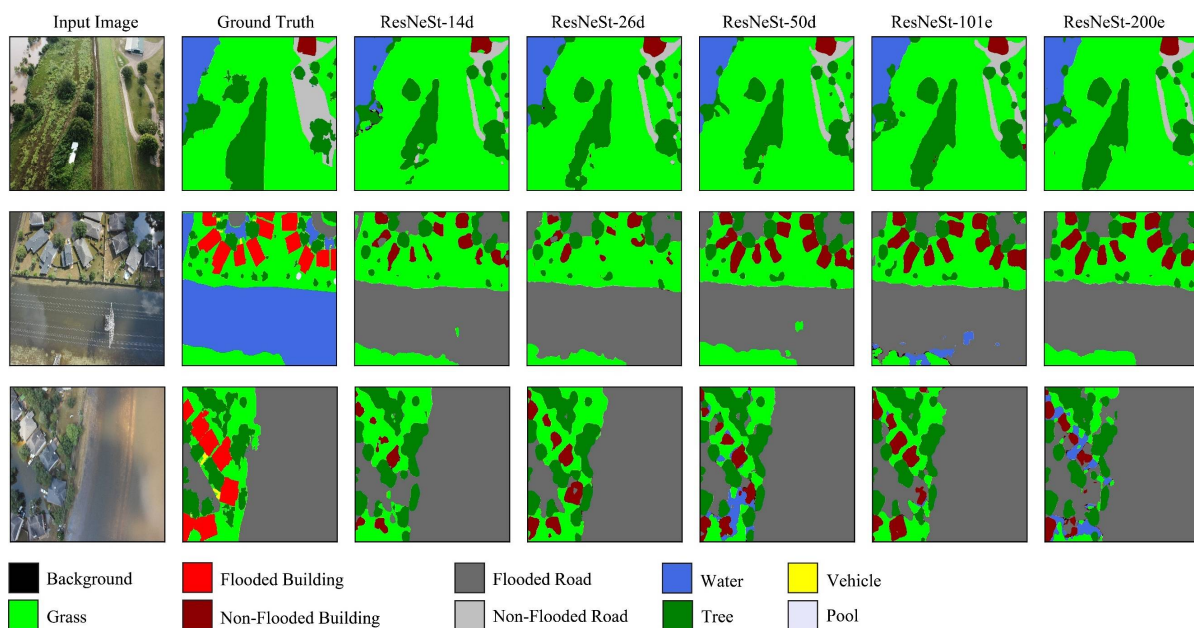 Input Image Ground Truth ResNeSt-14d ResNeSt-26d ResNeSt-50d ResNeSt-101e ResNeSt-200e
Background Flooded Building Flooded Road Water Vehicle
Grass Non-Flooded Building Non-Flooded Road Tree Pool